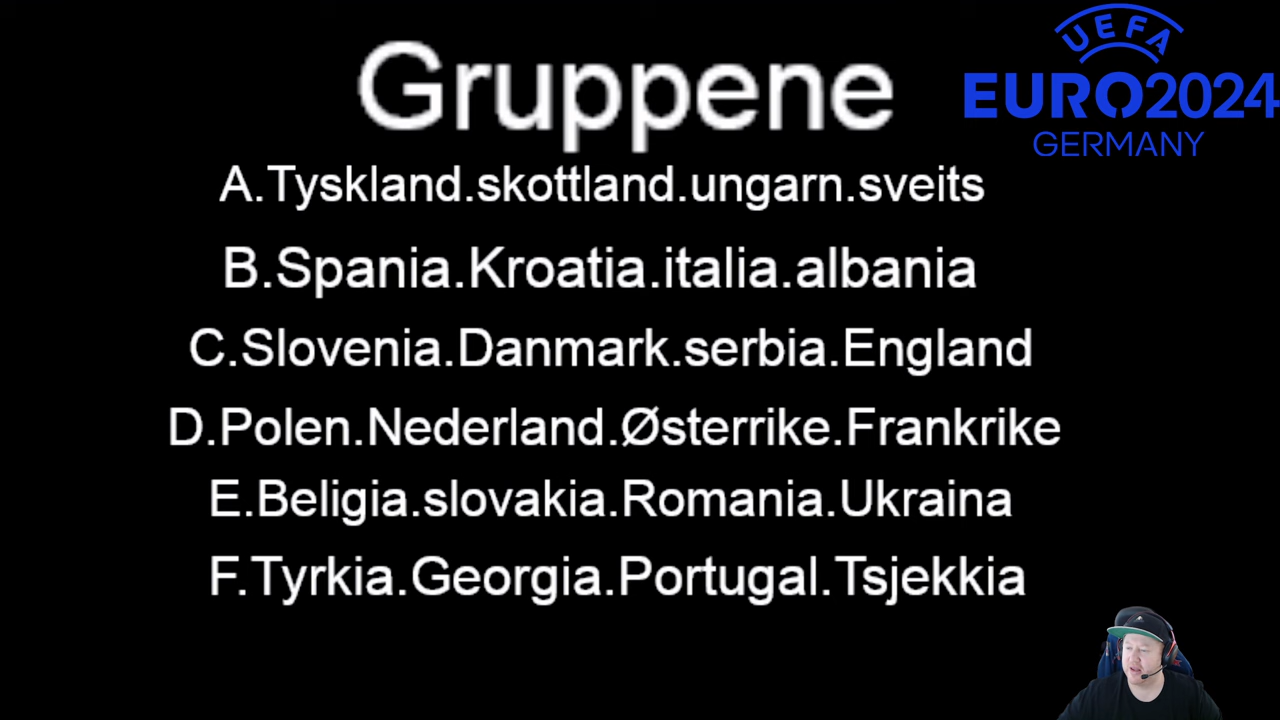 Gruppene
UEFA
EURO2024
GERMANY
A.Tyskland.skottland.ungarn.sveits
B.Spania.Kroatia.italia.albania
C.Slovenia.Danmark.serbia.England
D.Polen.Nederland.Østerrike.Frankrike
E.Beligia.slovakia.Romania.Ukraina
F.Tyrkia.Georgia.Portugal.Tsjekkia